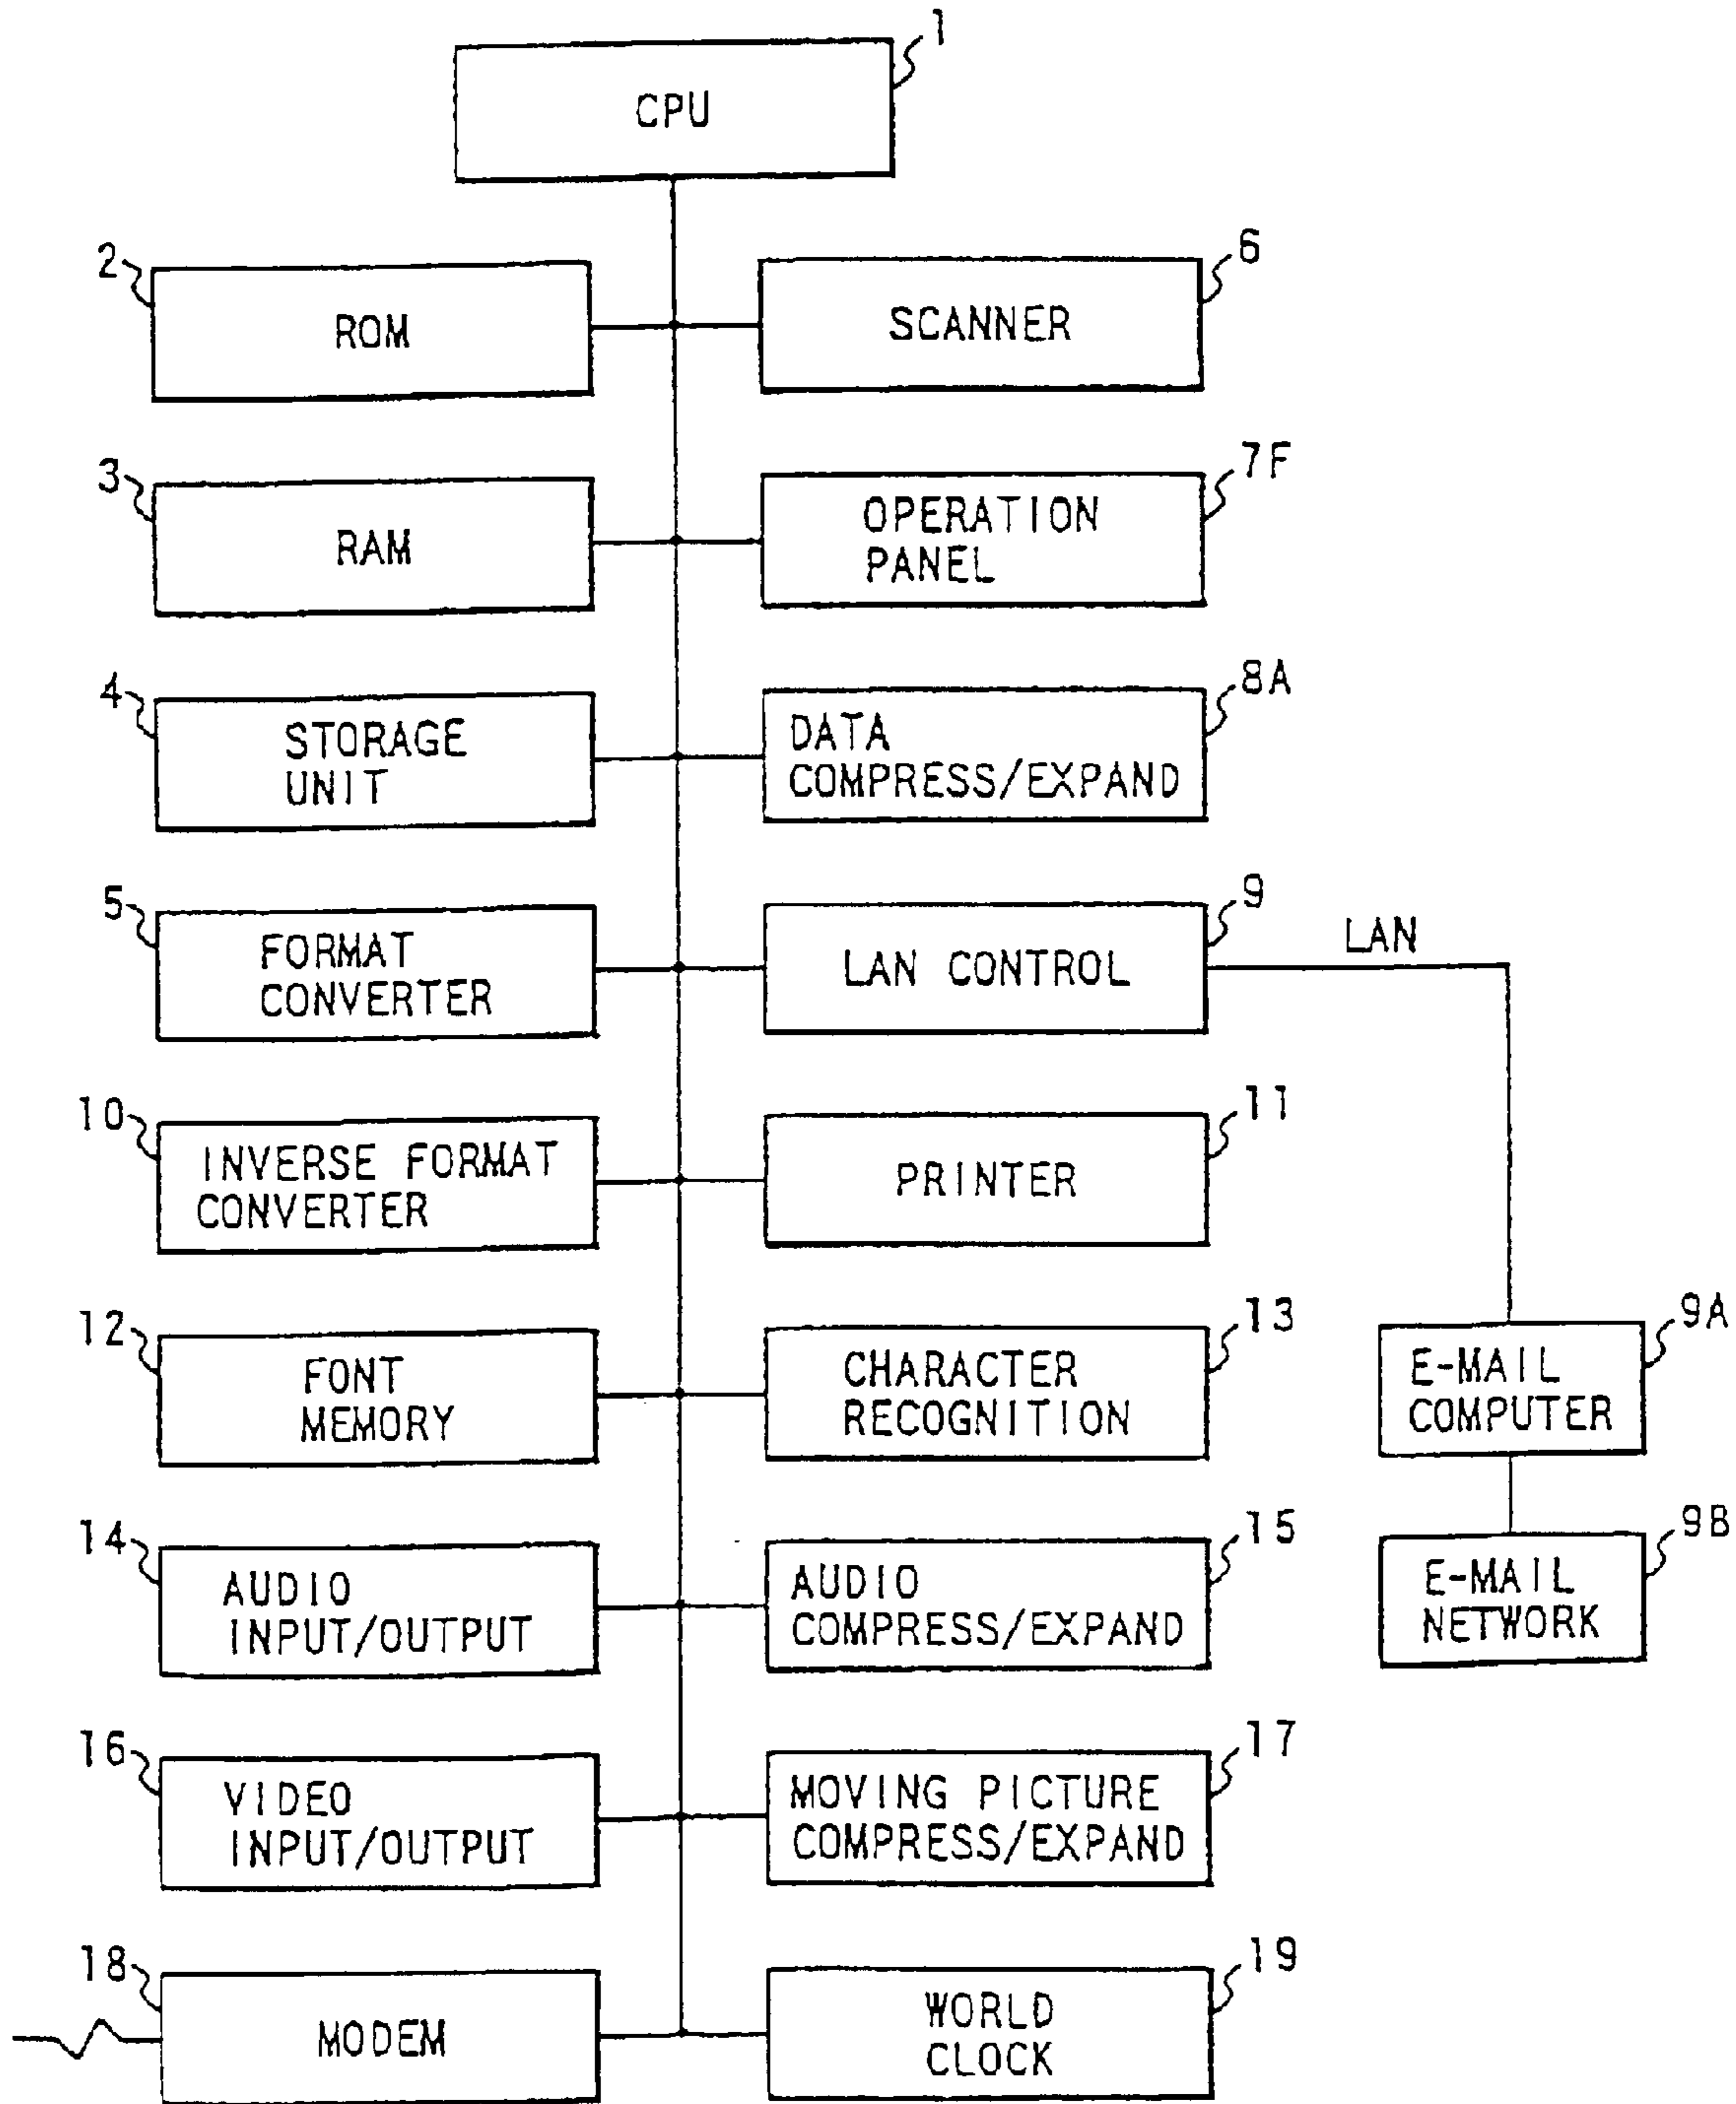 1
CPU
2
ROM
6
SCANNER
3
RAM
7F
OPERATION
PANEL
4
STORAGE
UNIT
8A
DATA
COMPRESS/EXPAND
5
FORMAT
CONVERTER
9
LAN CONTROL
LAN
10
INVERSE FORMAT
CONVERTER
11
PRINTER
12
FONT
MEMORY
13
CHARACTER
RECOGNITION
9A
E-MAIL
COMPUTER
14
AUDIO
INPUT/OUTPUT
15
AUDIO
COMPRESS/EXPAND
9B
E-MAIL
NETWORK
16
VIDEO
INPUT/OUTPUT
17
MOVING PICTURE
COMPRESS/EXPAND
18
MODEM
19
WORLD
CLOCK